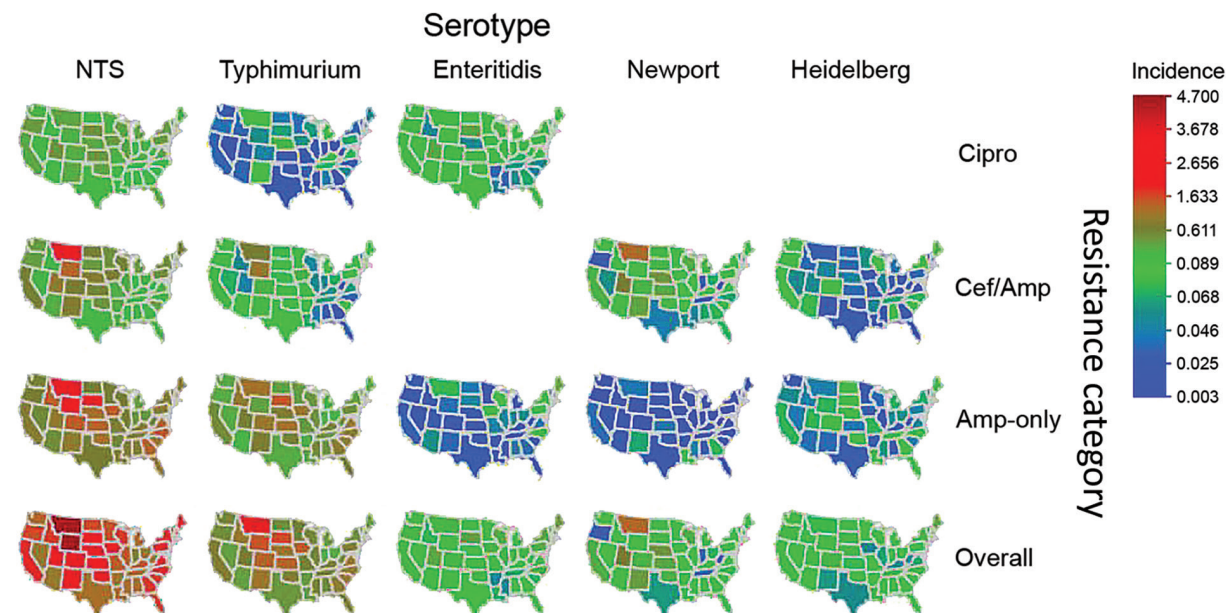 Serotype
NTS Typhimurium Enteritidis Newport Heidelberg
Incidence
4.700
3.678
2.656
1.633
0.611
0.089
0.068
0.046
0.025
0.003
Cipro
Cef/Amp
Amp-only
Overall
Resistance category